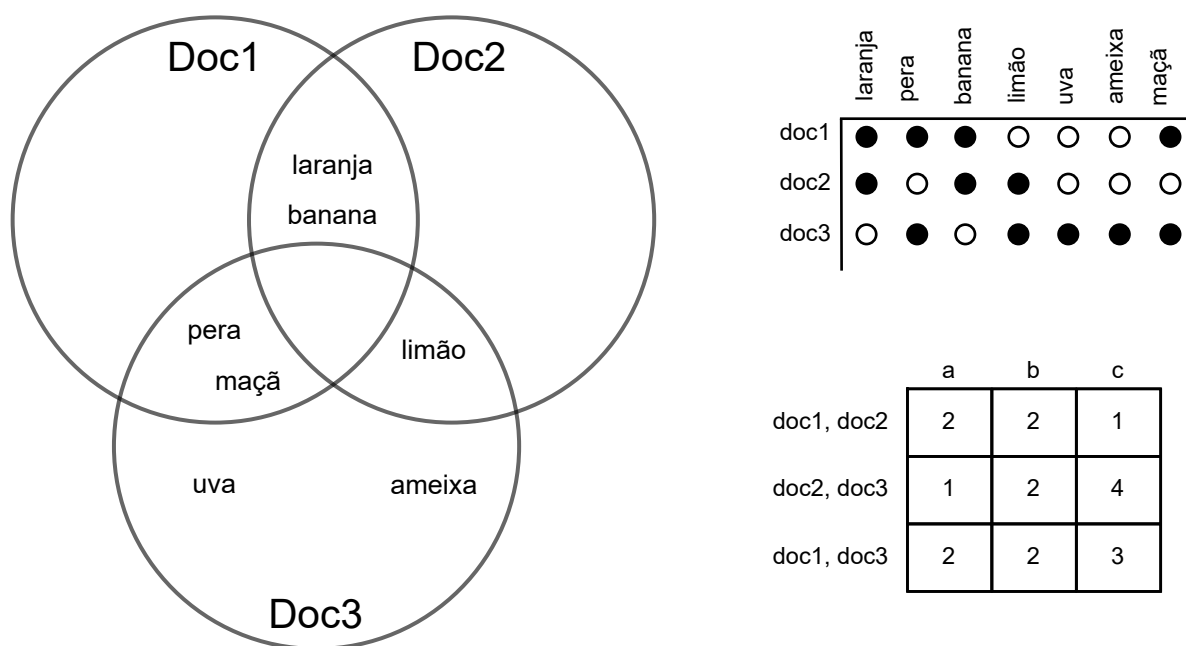 Doc1
Doc2
laranja
banana
pera
maçã
limão
uva
ameixa
Doc3
laranja pera banana limão uva ameixa maçã
doc1
doc2
doc3
a b c
doc1, doc2 2 2 1
doc2, doc3 1 2 4
doc1, doc3 2 2 3